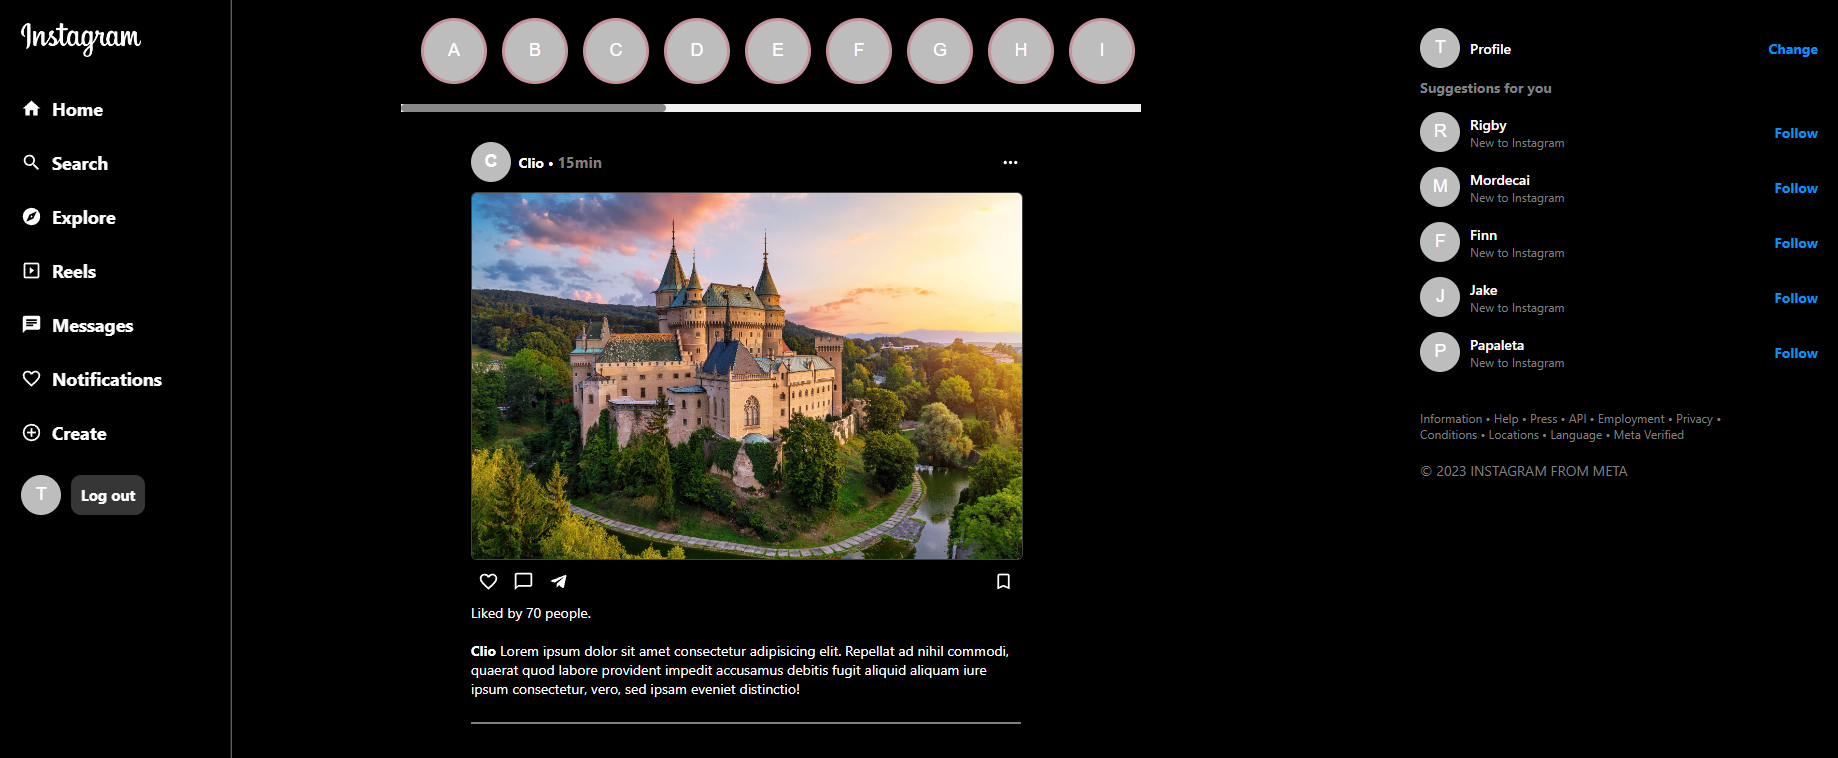 Instagram
Home
Search
Explore
Reels
Messages
Notifications
Create
T
Log out
A B C D E F G H I
C Clio • 15min
Liked by 70 people.
Clio Lorem ipsum dolor sit amet consectetur adipisicing elit. Repellat ad nihil commodi,
quaerat quod labore provident impedit accusamus debitis fugit aliquid aliquam iure
ipsum consectetur, vero, sed ipsam eveniet distinctio!
T Profile Change
Suggestions for you
R Rigby Follow
New to Instagram
M Mordecai Follow
New to Instagram
F Finn Follow
New to Instagram
J Jake Follow
New to Instagram
P Papaleta Follow
New to Instagram
Information • Help • Press • API • Employment • Privacy •
Conditions • Locations • Language • Meta Verified
© 2023 INSTAGRAM FROM META